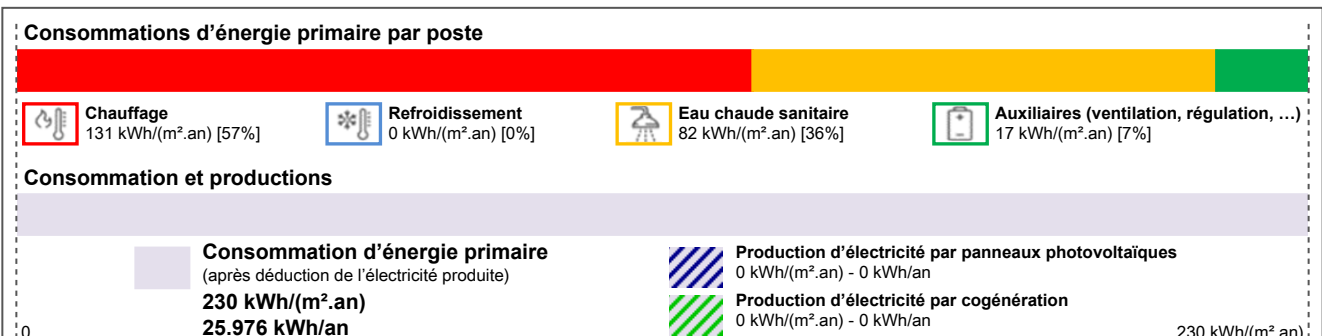 Consommations d’énergie primaire par poste
Chauffage
131 kWh/(m².an) [57%]
Refroidissement
0 kWh/(m².an) [0%]
Eau chaude sanitaire
82 kWh/(m².an) [36%]
Auxiliaires (ventilation, régulation, …)
17 kWh/(m².an) [7%]
Consommation et productions
Consommation d’énergie primaire
(après déduction de l’électricité produite)
230 kWh/(m².an)
25.976 kWh/an
Production d’électricité par panneaux photovoltaïques
0 kWh/(m².an) - 0 kWh/an
Production d’électricité par cogénération
0 kWh/(m².an) - 0 kWh/an
0
230 kWh/(m².an)